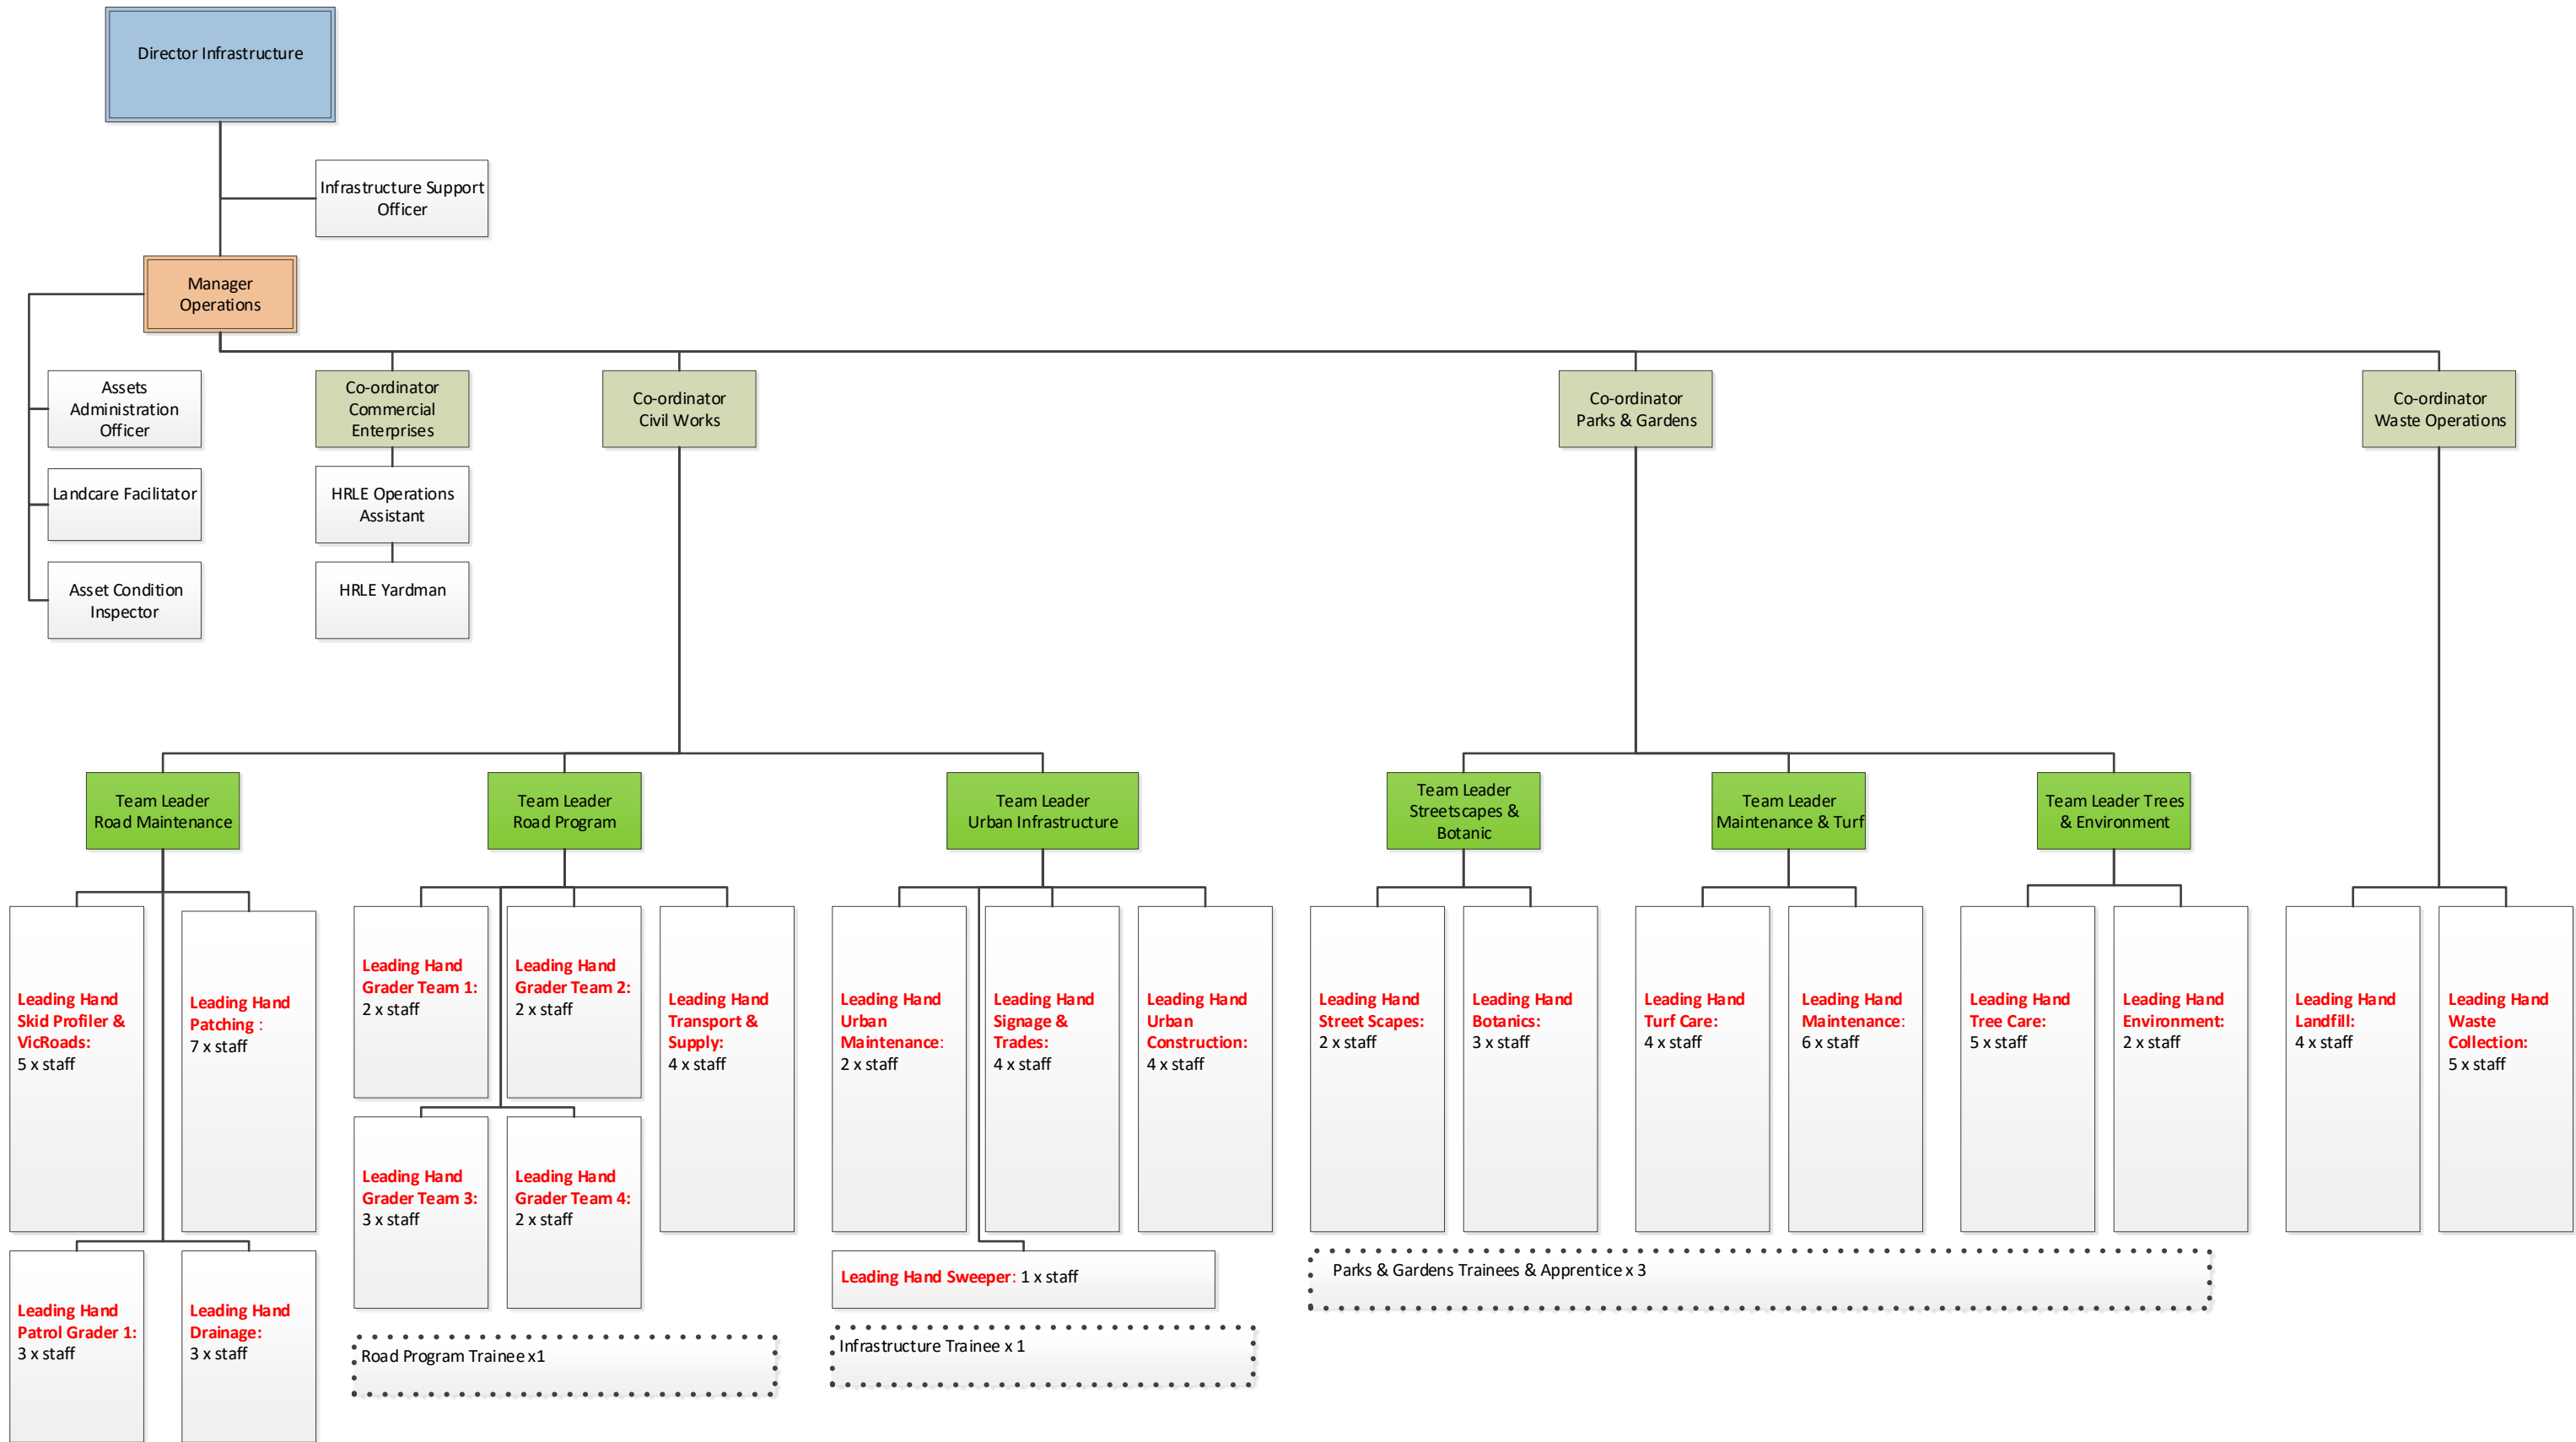 Director Infrastructure
Infrastructure Support
Officer
Manager
Operations
Assets
Administration
Officer
Landcare Facilitator
Asset Condition
Inspector
Co-ordinator
Commercial
Enterprises
HRLE Operations
Assistant
HRLE Yardman
Co-ordinator
Civil Works
Co-ordinator
Parks & Gardens
Co-ordinator
Waste Operations
Team Leader
Road Maintenance
Team Leader
Road Program
Team Leader
Urban Infrastructure
Team Leader
Streetscapes &
Botanic
Team Leader
Maintenance & Turf
Team Leader Trees
& Environment
Leading Hand
Skid Profiler &
VicRoads:
5 x staff
Leading Hand
Patching :
7 x staff
Leading Hand
Patrol Grader 1:
3 x staff
Leading Hand
Drainage:
3 x staff
Leading Hand
Grader Team 1:
2 x staff
Leading Hand
Grader Team 2:
2 x staff
Leading Hand
Transport &
Supply:
4 x staff
Leading Hand
Grader Team 3:
3 x staff
Leading Hand
Grader Team 4:
2 x staff
Road Program Trainee x1
Leading Hand
Urban
Maintenance:
2 x staff
Leading Hand
Signage &
Trades:
4 x staff
Leading Hand
Urban
Construction:
4 x staff
Leading Hand Sweeper: 1 x staff
Infrastructure Trainee x 1
Leading Hand
Street Scapes:
2 x staff
Leading Hand
Botanics:
3 x staff
Leading Hand
Turf Care:
4 x staff
Leading Hand
Maintenance:
6 x staff
Leading Hand
Tree Care:
5 x staff
Leading Hand
Environment:
2 x staff
Parks & Gardens Trainees & Apprentice x 3
Leading Hand
Landfill:
4 x staff
Leading Hand
Waste
Collection:
5 x staff